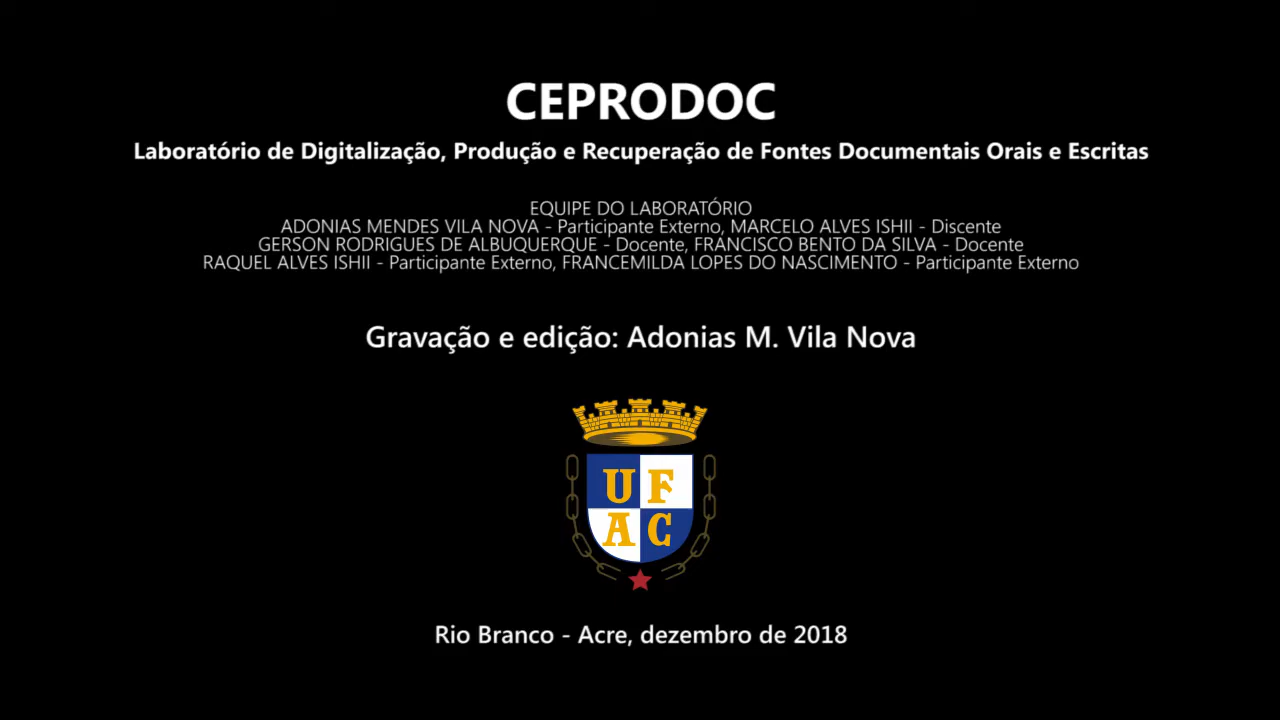 CEPRODOC
Laboratório de Digitalização, Produção e Recuperação de Fontes Documentais Orais e Escritas
EQUIPE DO LABORATÓRIO
ADONIAS MENDES VILA NOVA - Participante Externo, MARCELO ALVES ISHII - Discente
GERSON RODRIGUES DE ALBUQUERQUE - Docente, FRANCISCO BENTO DA SILVA - Docente
RAQUEL ALVES ISHII - Participante Externo, FRANCEMILDA LOPES DO NASCIMENTO - Participante Externo
Gravação e edição: Adonias M. Vila Nova
UF
AC
Rio Branco - Acre, dezembro de 2018